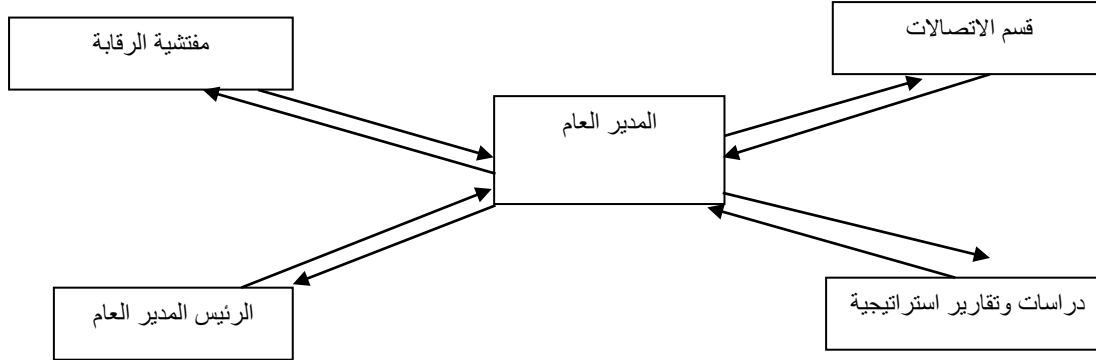 قسم الاتصالات
مفتشية الرقابة
المدير العام
دراسات وتقارير استراتيجية
الرئيس المدير العام